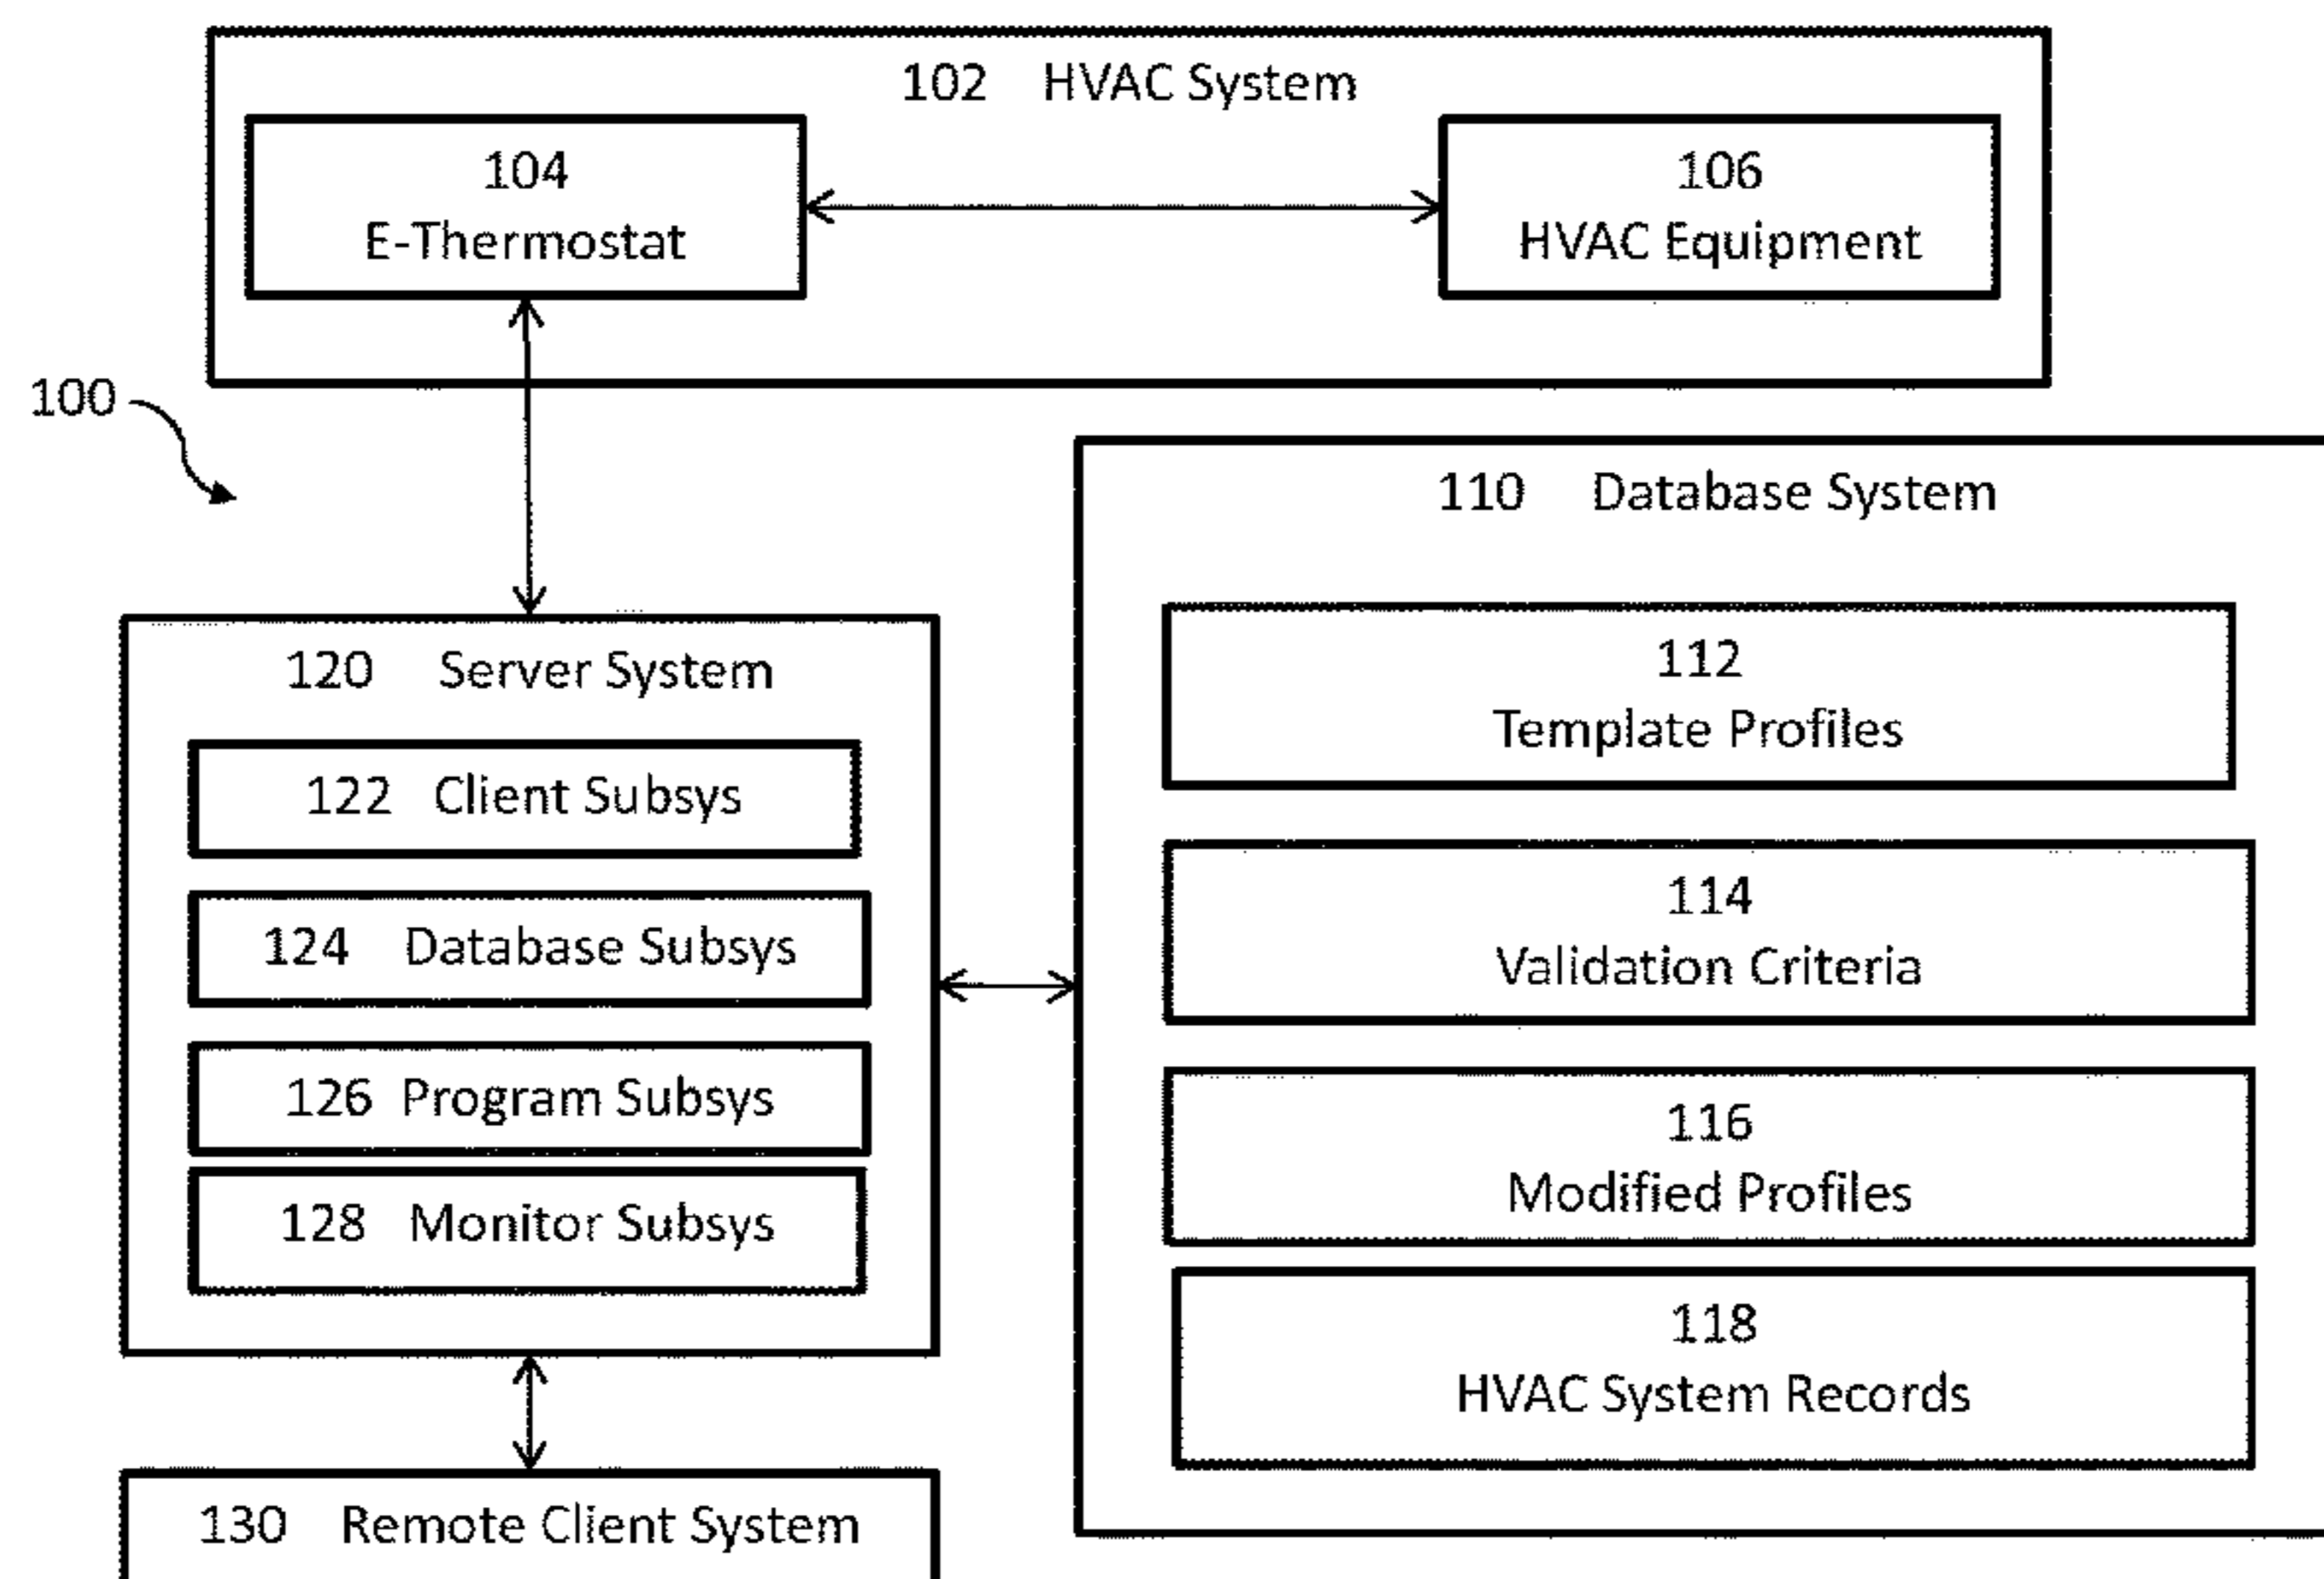 102 HVAC System
104
E-Thermostat
106
HVAC Equipment
100
110 Database System
120 Server System
122 Client Subsys
124 Database Subsys
126 Program Subsys
128 Monitor Subsys
112
Template Profiles
114
Validation Criteria
116
Modified Profiles
118
HVAC System Records
130 Remote Client System